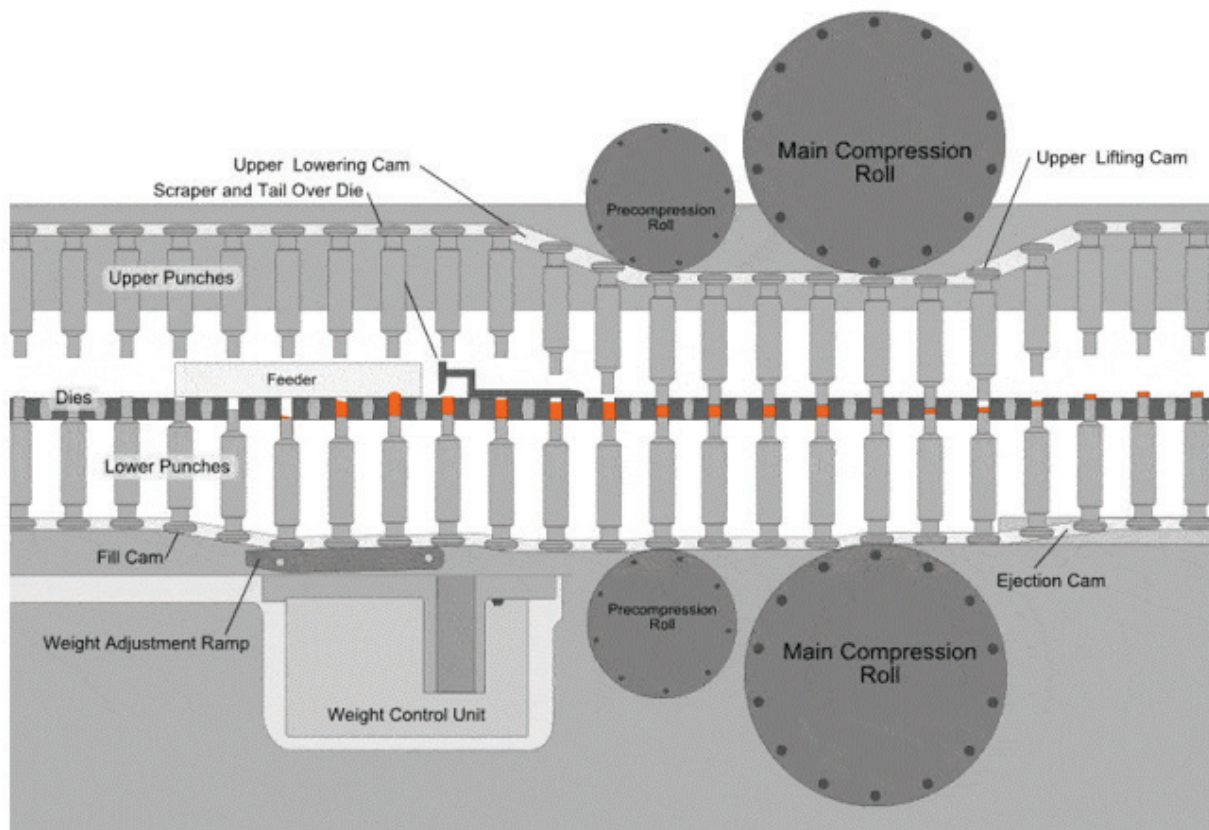 Main Compression
Roll
Upper Lowering Cam
Scraper and Tail Over Die
Upper Lifting Cam
Precompression
Roll
Upper Punches
Feeder
Dies
Lower Punches
Fill Cam
Ejection Cam
Precompression
Roll
Weight Adjustment Ramp
Main Compression
Roll
Weight Control Unit